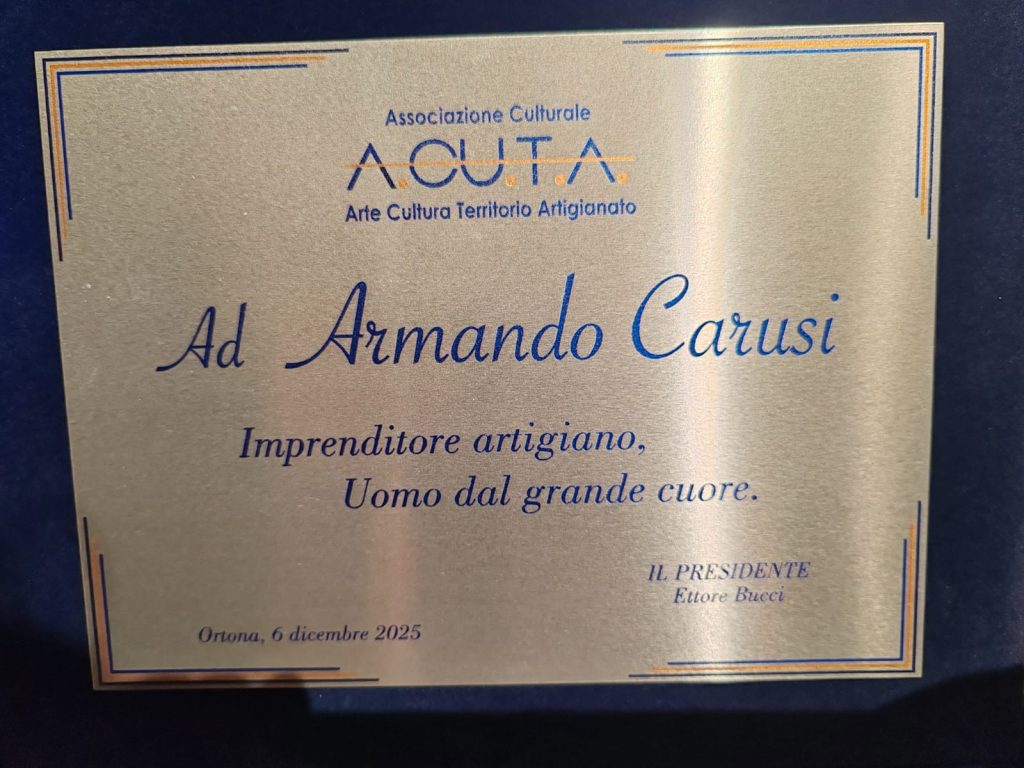 Associazione Culturale
A.CU.T.A.
Arte Cultura Territorio Artigianato
Ad Armando Carusi
Imprenditore artigiano,
Uomo dal grande cuore.
IL PRESIDENTE
Ettore Bucci
Ortona, 6 dicembre 2025